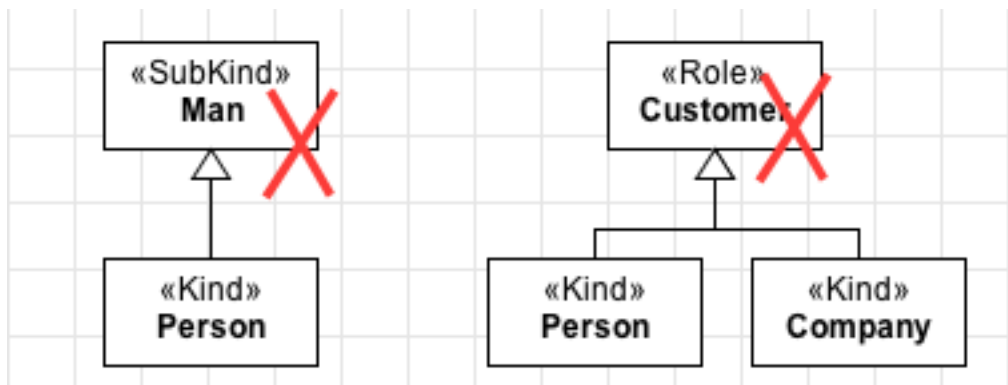 «SubKind»
Man
«Role»
Customer
«Kind»
Person
«Kind»
Person
«Kind»
Company